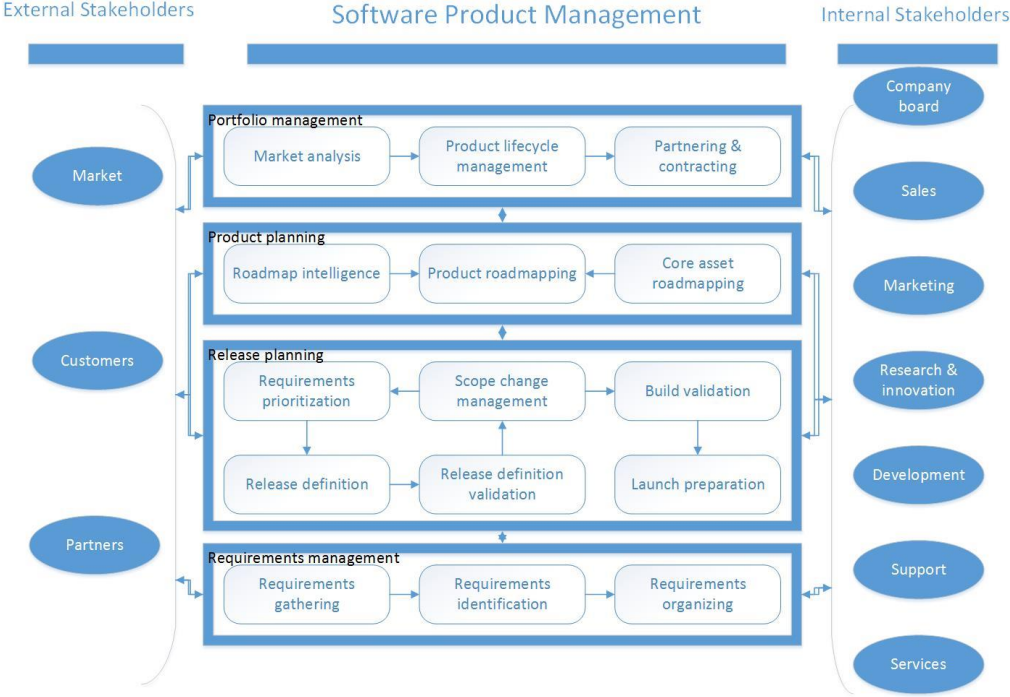 External Stakeholders
Software Product Management
Internal Stakeholders
Portfolio management
Market analysis
Product lifecycle
management
Partnering &
contracting
Product planning
Roadmap intelligence
Product roadmapping
Core asset
roadmapping
Release planning
Requirements
prioritization
Scope change
management
Build validation
Release definition
Release definition
validation
Launch preparation
Requirements management
Requirements
gathering
Requirements
identification
Requirements
organizing
Market
Customers
Partners
Company
board
Sales
Marketing
Research &
innovation
Development
Support
Services